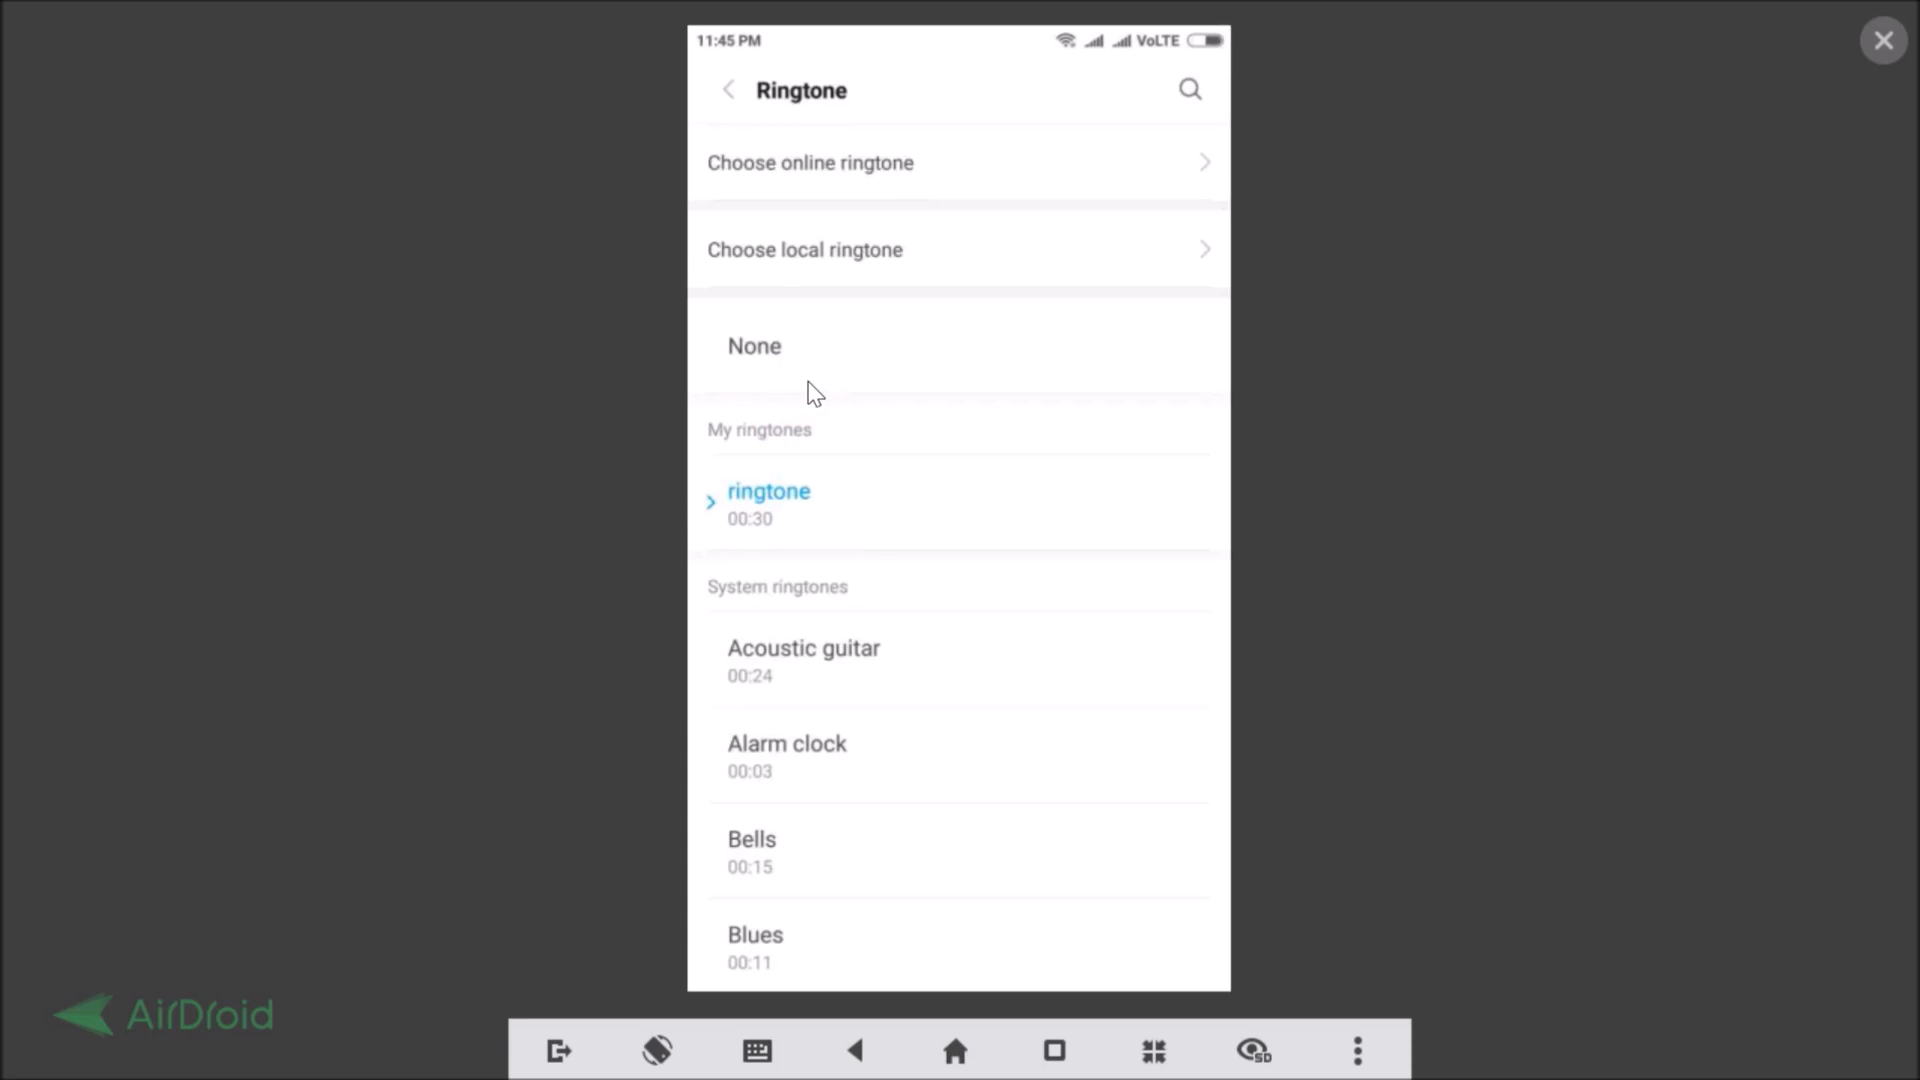 11:45 PM VoLTE
Ringtone
Choose online ringtone
Choose local ringtone
None
My ringtones
ringtone
00:30
System ringtones
Acoustic guitar
00:24
Alarm clock
00:03
Bells
00:15
Blues
00:11
AirDroid
SD